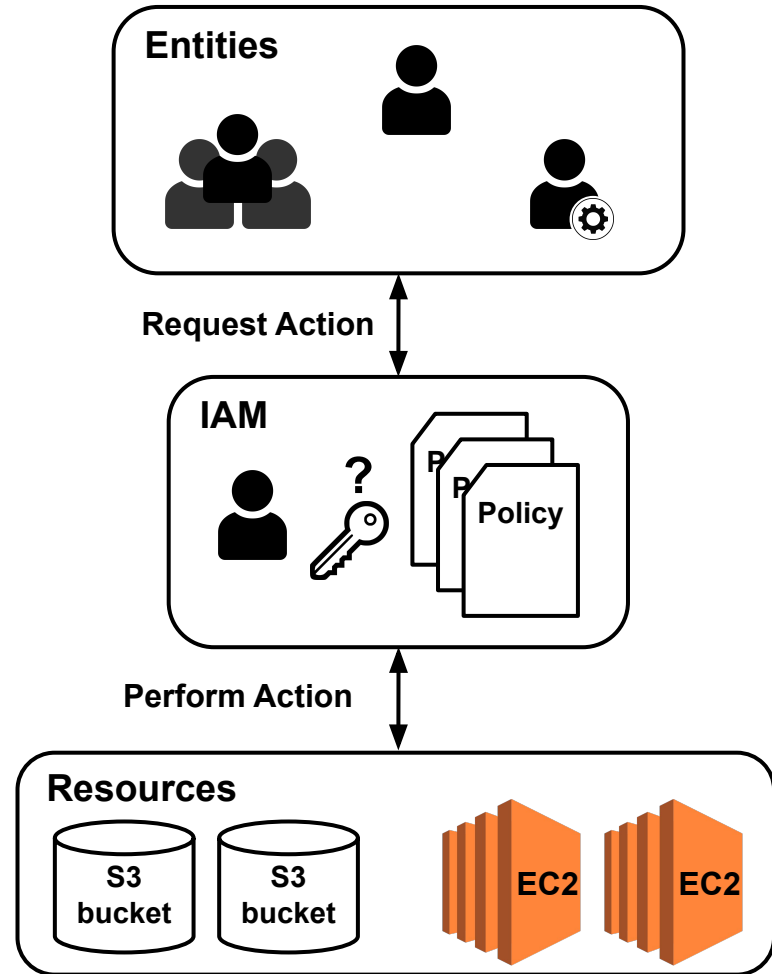 Entities
Request Action
IAM
?
P
P
Policy
Perform Action
Resources
S3
bucket
S3
bucket
EC2
EC2